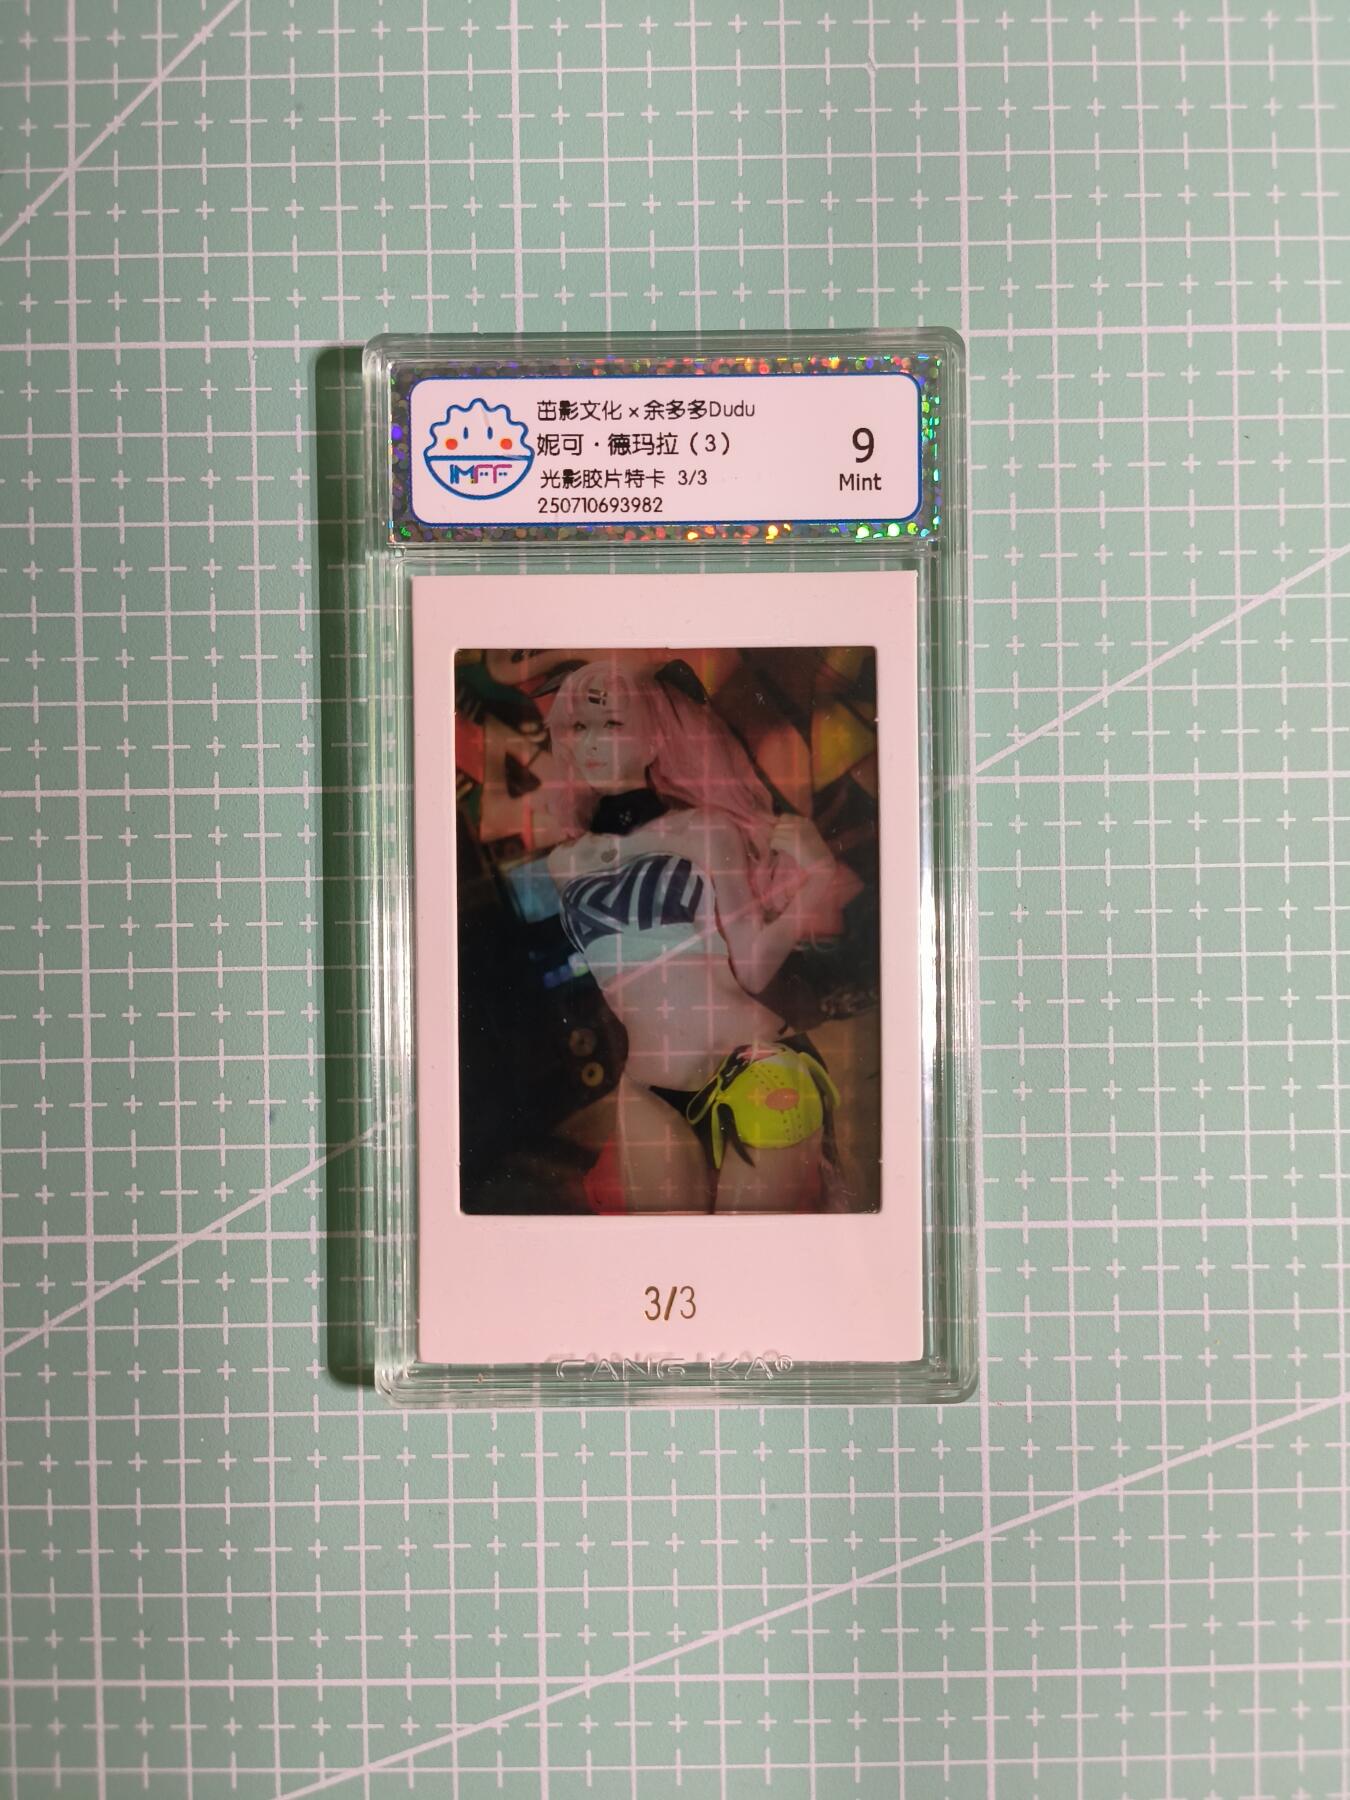 茁影文化×余多多Dudu
妮可·德玛拉（3）
光影胶片特卡 3/3
250710693982
9
Mint
IMFF
3/3
CANG KA®